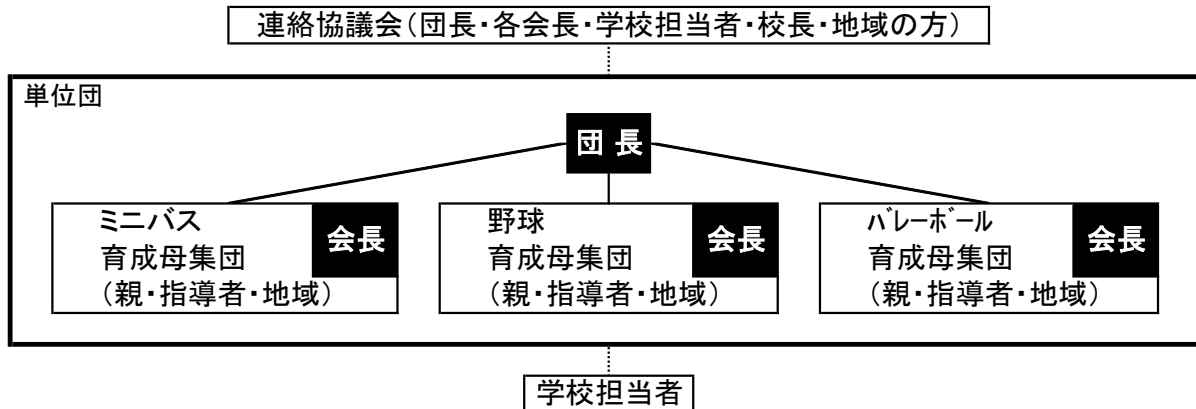 連絡協議会(団長・各会長・学校担当者・校長・地域の方)
単位団
団 長
ミニバス
会長
育成母集団
(親・指導者・地域)
野球
会長
育成母集団
(親・指導者・地域)
バレーボール
会長
育成母集団
(親・指導者・地域)
学校担当者